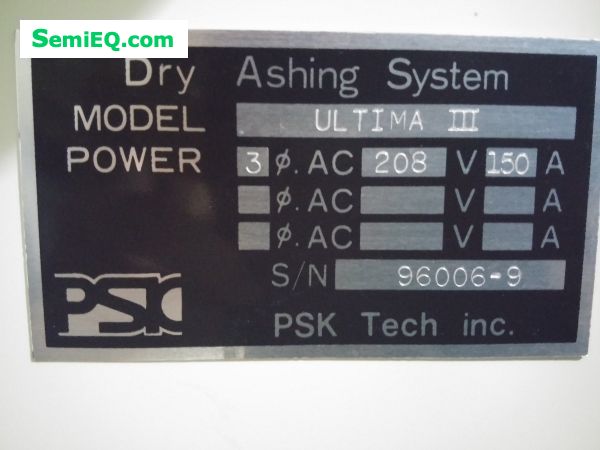 SemiEQ.com
Dry Ashing System
MODEL ULTIMA III
POWER 3 ϕ. AC 208 V 150 A
ϕ. AC V A
ϕ. AC V A
S/N 96006-9
PSK
PSK Tech inc.